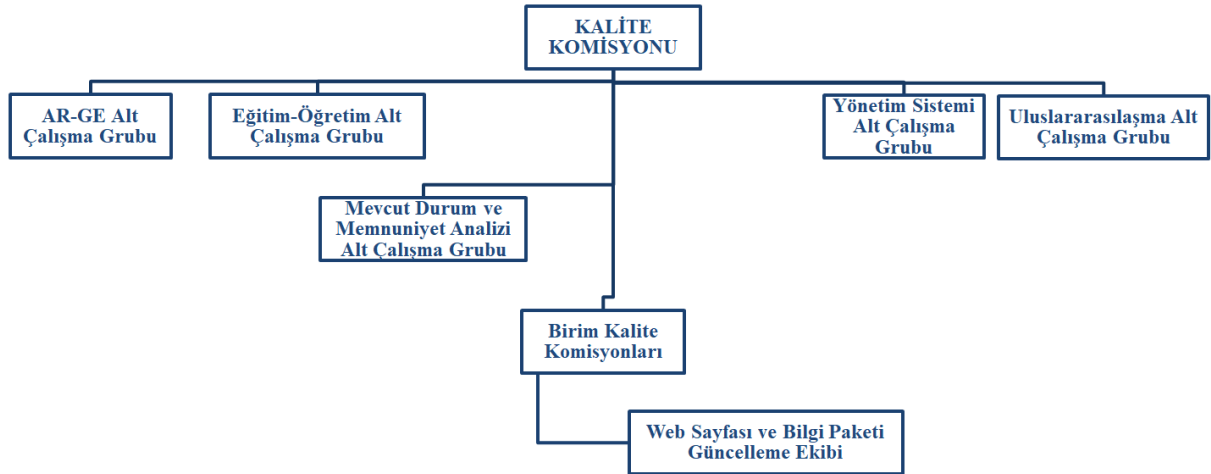 KALİTE
KOMİSYONU
AR-GE Alt
Çalışma Grubu
Eğitim-Öğretim Alt
Çalışma Grubu
Yönetim Sistemi
Alt Çalışma
Grubu
Uluslararasılaşma Alt
Çalışma Grubu
Mevcut Durum ve
Memnuniyet Analizi
Alt Çalışma Grubu
Birim Kalite
Komisyonları
Web Sayfası ve Bilgi Paketi
Güncelleme Ekibi